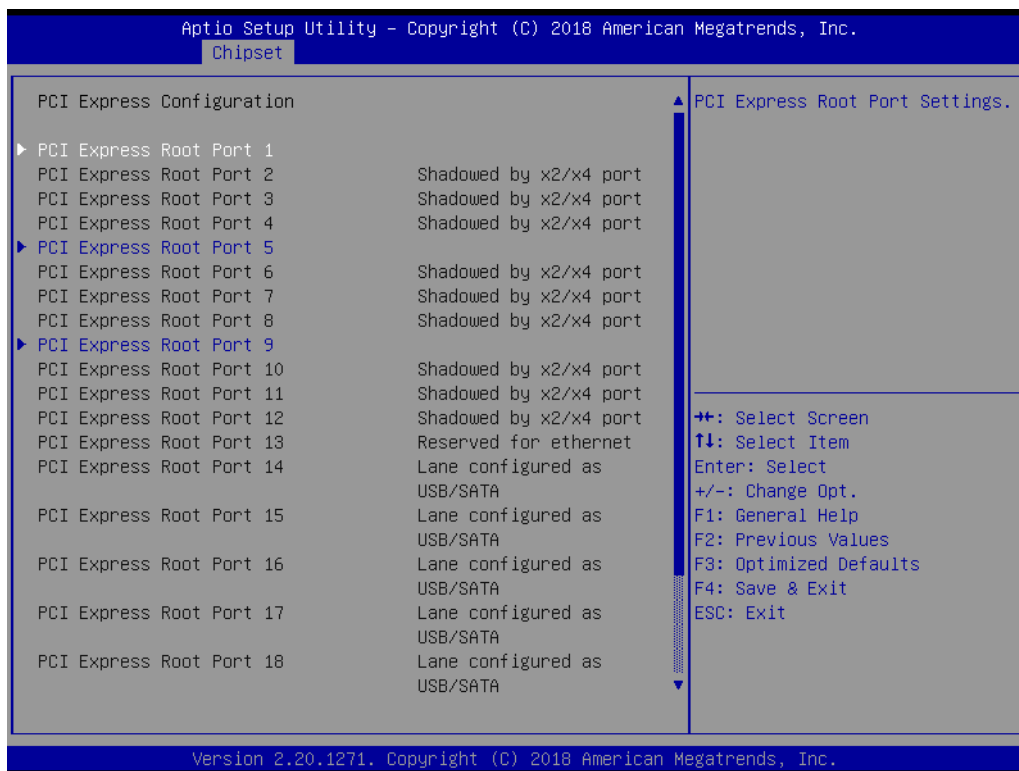 Aptio Setup Utility – Copyright (C) 2018 American Megatrends, Inc.
Chipset
PCI Express Configuration
PCI Express Root Port 1
PCI Express Root Port 2 Shadowed by x2/x4 port
PCI Express Root Port 3 Shadowed by x2/x4 port
PCI Express Root Port 4 Shadowed by x2/x4 port
PCI Express Root Port 5
PCI Express Root Port 6 Shadowed by x2/x4 port
PCI Express Root Port 7 Shadowed by x2/x4 port
PCI Express Root Port 8 Shadowed by x2/x4 port
PCI Express Root Port 9
PCI Express Root Port 10 Shadowed by x2/x4 port
PCI Express Root Port 11 Shadowed by x2/x4 port
PCI Express Root Port 12 Shadowed by x2/x4 port
PCI Express Root Port 13 Reserved for ethernet
PCI Express Root Port 14 Lane configured as
USB/SATA
PCI Express Root Port 15 Lane configured as
USB/SATA
PCI Express Root Port 16 Lane configured as
USB/SATA
PCI Express Root Port 17 Lane configured as
USB/SATA
PCI Express Root Port 18 Lane configured as
USB/SATA
PCI Express Root Port Settings.
→←: Select Screen
↑↓: Select Item
Enter: Select
+/-: Change Opt.
F1: General Help
F2: Previous Values
F3: Optimized Defaults
F4: Save & Exit
ESC: Exit
Version 2.20.1271. Copyright (C) 2018 American Megatrends, Inc.